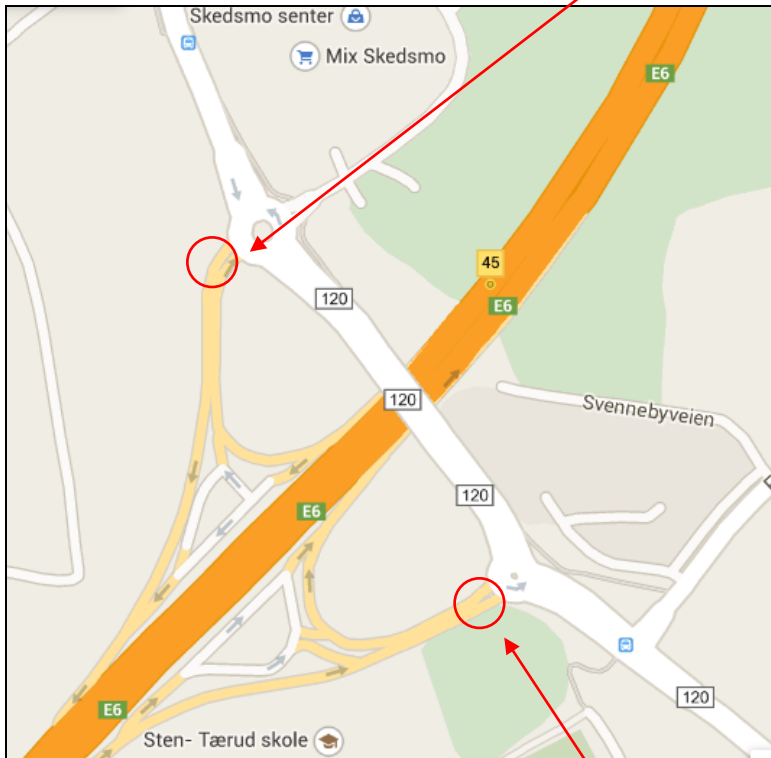 Skedsmo senter
Mix Skedsmo
E6
45
120
E6
120
Svennebyveien
120
E6
120
E6
Sten- Tærud skole